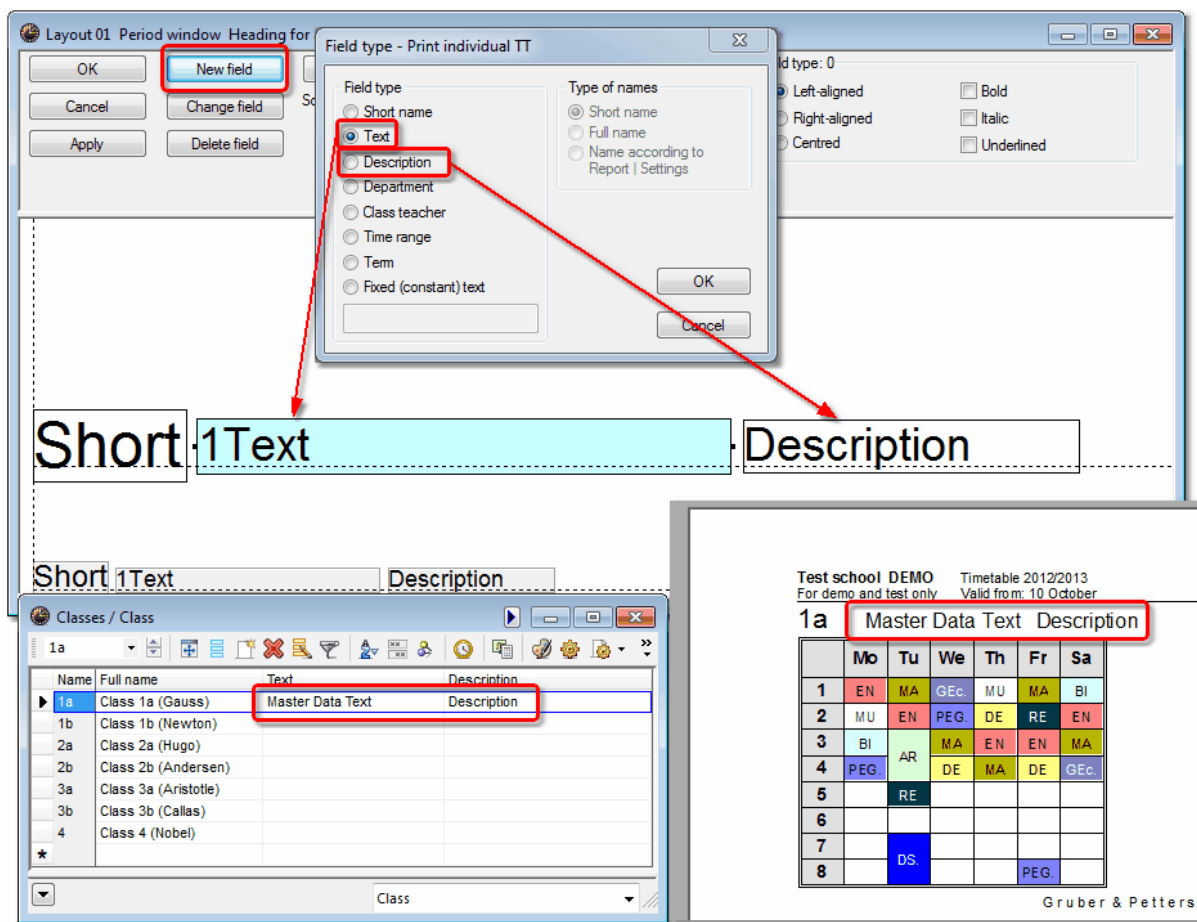 Layout 01 Period window Heading for
OK
New field
Cancel
Change field
Apply
Delete field
Field type - Print individual TT
Field type
Short name
Text
Description
Department
Class teacher
Time range
Term
Fixed (constant) text
Type of names
Short name
Full name
Name according to
Report | Settings
OK
Cancel
ld type: 0
Left-aligned
Right-aligned
Centred
Bold
Italic
Underlined
Short 1Text Description
Short 1Text Description
Classes / Class
1a
Name Full name Text Description
1a Class 1a (Gauss) Master Data Text Description
1b Class 1b (Newton)
2a Class 2a (Hugo)
2b Class 2b (Andersen)
3a Class 3a (Aristotle)
3b Class 3b (Callas)
4 Class 4 (Nobel)
*
Class
Test school DEMO Timetable 2012/2013
For demo and test only Valid from: 10 October
1a Master Data Text Description
Mo Tu We Th Fr Sa
1 EN MA GEc. MU MA BI
2 MU EN PEG. DE RE EN
3 BI AR MA EN EN MA
4 PEG. DE MA DE GEc.
5 RE
6
7 DS.
8 PEG.
Gruber & Petters